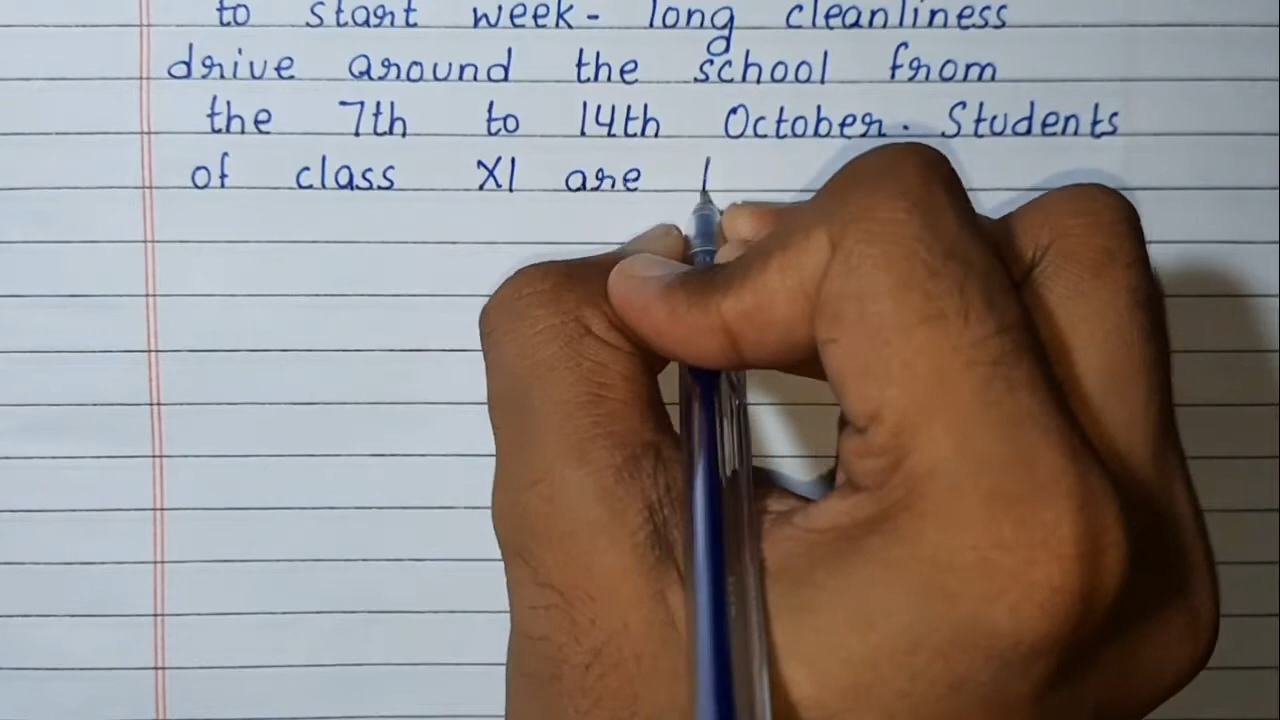 to start week- long cleanliness
drive around the school from
the 7th to 14th October. Students
of class XI are